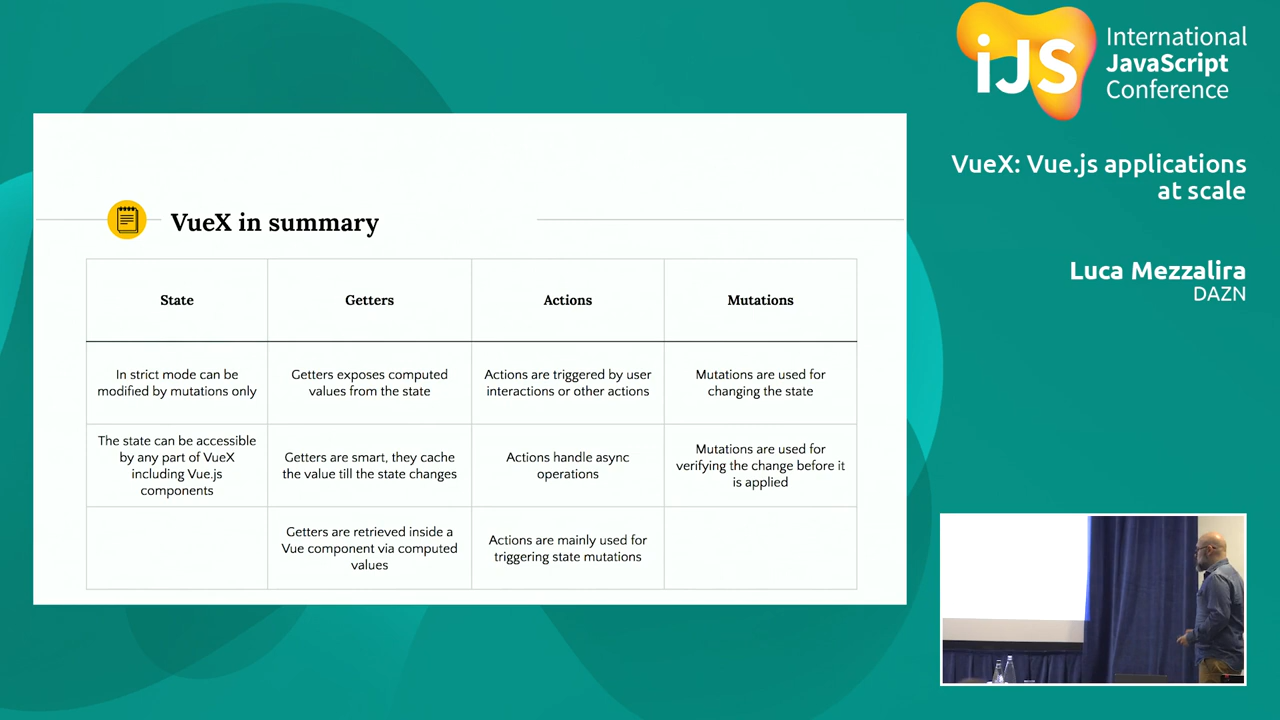 iJS
International
JavaScript
Conference
VueX: Vue.js applications
at scale
Luca Mezzalira
DAZN
VueX in summary
State
Getters
Actions
Mutations
In strict mode can be
modified by mutations only
Getters exposes computed
values from the state
Actions are triggered by user
interactions or other actions
Mutations are used for
changing the state
The state can be accessible
by any part of VueX
including Vue.js
components
Getters are smart, they cache
the value till the state changes
Actions handle async
operations
Mutations are used for
verifying the change before it
is applied
Getters are retrieved inside a
Vue component via computed
values
Actions are mainly used for
triggering state mutations